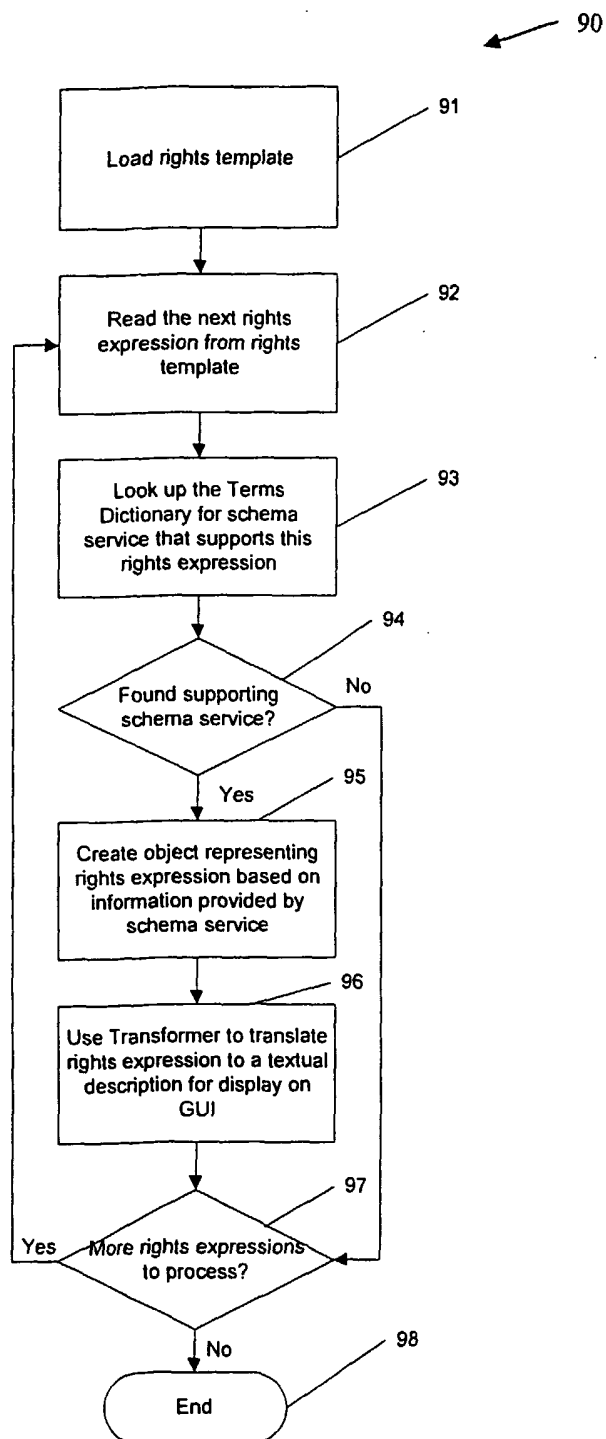 90
Load rights template
91
Read the next rights
expression from rights
template
92
Look up the Terms
Dictionary for schema
service that supports this
rights expression
93
94
Found supporting
schema service?
No
Yes
95
Create object representing
rights expression based on
information provided by
schema service
96
Use Transformer to translate
rights expression to a textual
description for display on
GUI
97
Yes
More rights expressions
to process?
No
98
End